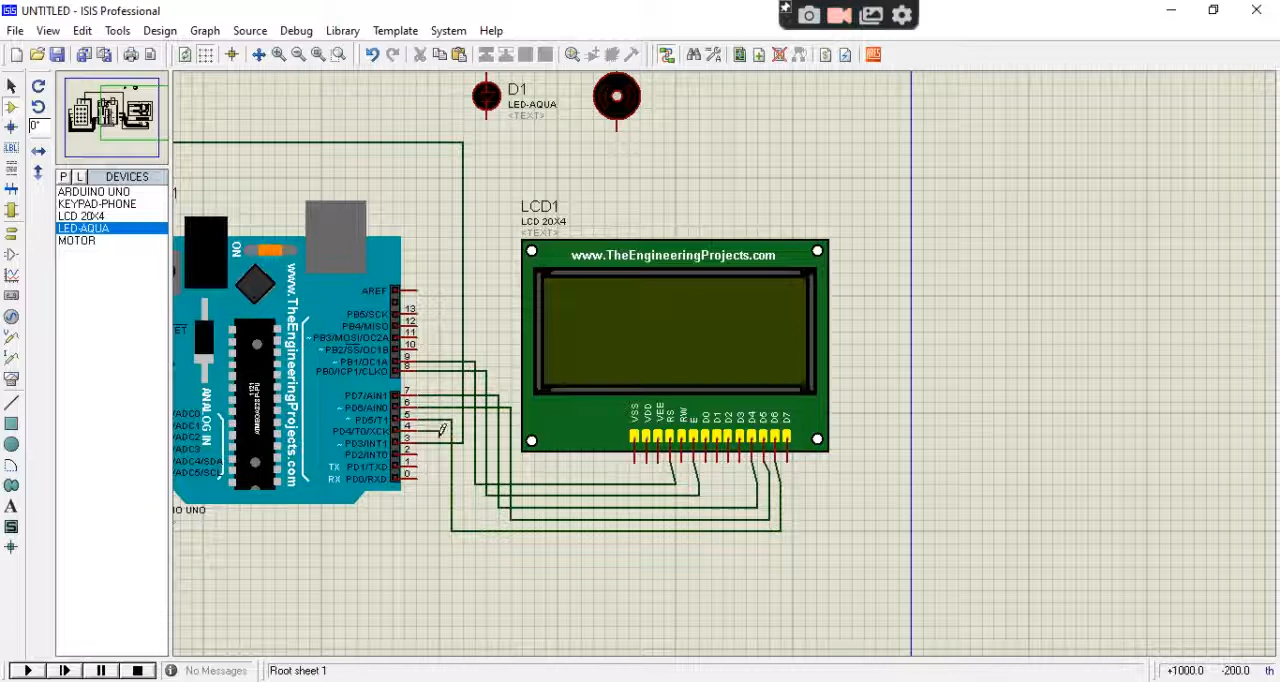 UNTITLED - ISIS Professional
File View Ed Design Graph Source Debug Library Template System Help
0°
LBL
ARES
P L DEVICES
ARDUINO UNO
KEYPAD-PHONE
LCD 20X4
LED-AQUA
MOTOR
D1
LED-AQUA
<TEXT>
LCD1
LCD 20X4
<TEXT>
www.TheEngineeringProjects.com
VSS VDD VEE RS RW E D0 D1 D2 D3 D4 D5 D6 D7
ON
www.TheEngineeringProjects.com
ANALOG IN
1121
AREF
PB5/SCK 13
PB4/MISO 12
~ PB3/MOSI/OC2A 11
~ PB2/SS/OC1B 10
~ PB1/OC1A 9
PB0/ICP1/CLKO 8
PD7/AIN1 7
~ PD6/AIN0 6
~ PD5/T1 5
PD4/T0/XCK 4
~ PD3/INT1 3
PD2/INT0 2
TX PD1/TXD 1
RX PD0/RXD 0
/ADC0
/ADC1
/ADC2
/ADC3
/ADC4/SDA
/ADC5/SCL
NO UNO
A
S
No Messages
Root sheet 1
+1000.0 -200.0 th